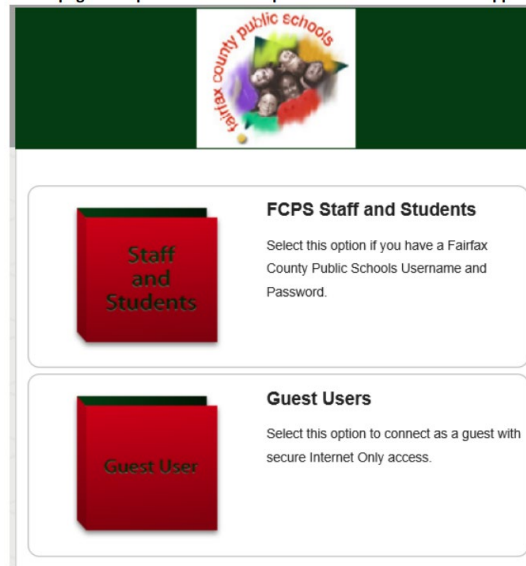 fairfax county public schools
FCPS Staff and Students
Staff
and
Students
Select this option if you have a Fairfax
County Public Schools Username and
Password.
Guest Users
Guest User
Select this option to connect as a guest with
secure Internet Only access.